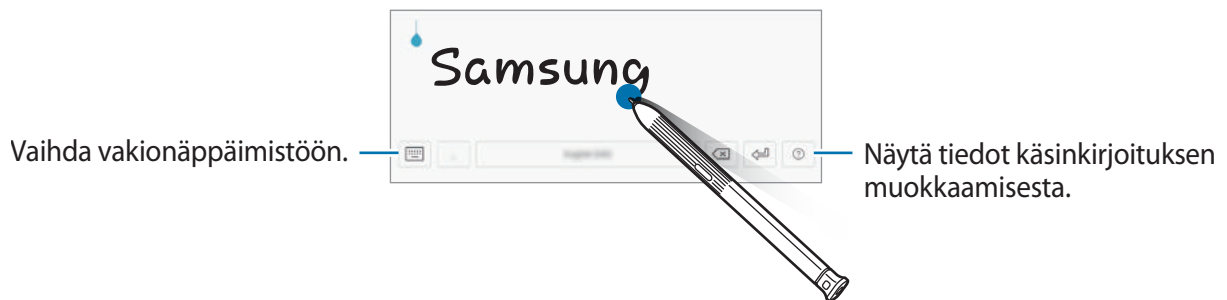 Samsung
Vaihda vakionäppäimistöön.
Näytä tiedot käsinkirjoituksen
muokkaamisesta.